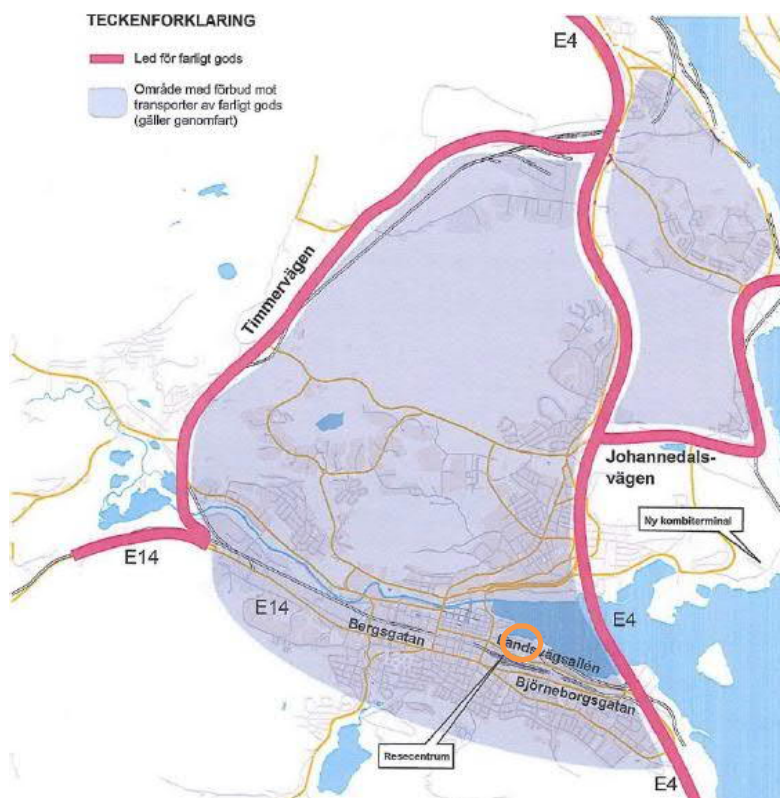 TECKENFÖRKLARING
Led för farligt gods
Område med förbud mot
transporter av farligt gods
(gäller genomfart)
E4
Timmervägen
Johannedals-
vägen
Ny kombiterminal
E14
E14
Bergsgatan
E4
Landsvägsallén
Björneborgsgatan
Resecentrum
E4